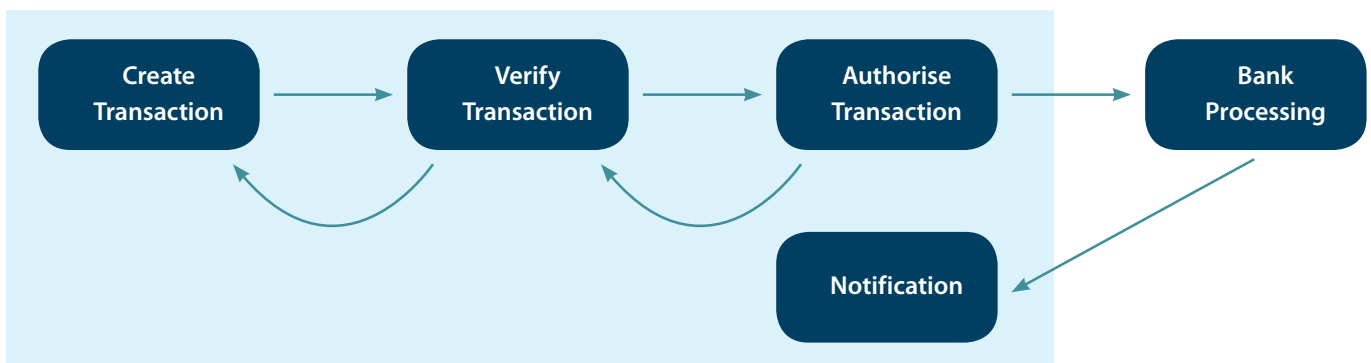 Create
Transaction
Verify
Transaction
Authorise
Transaction
Bank
Processing
Notification